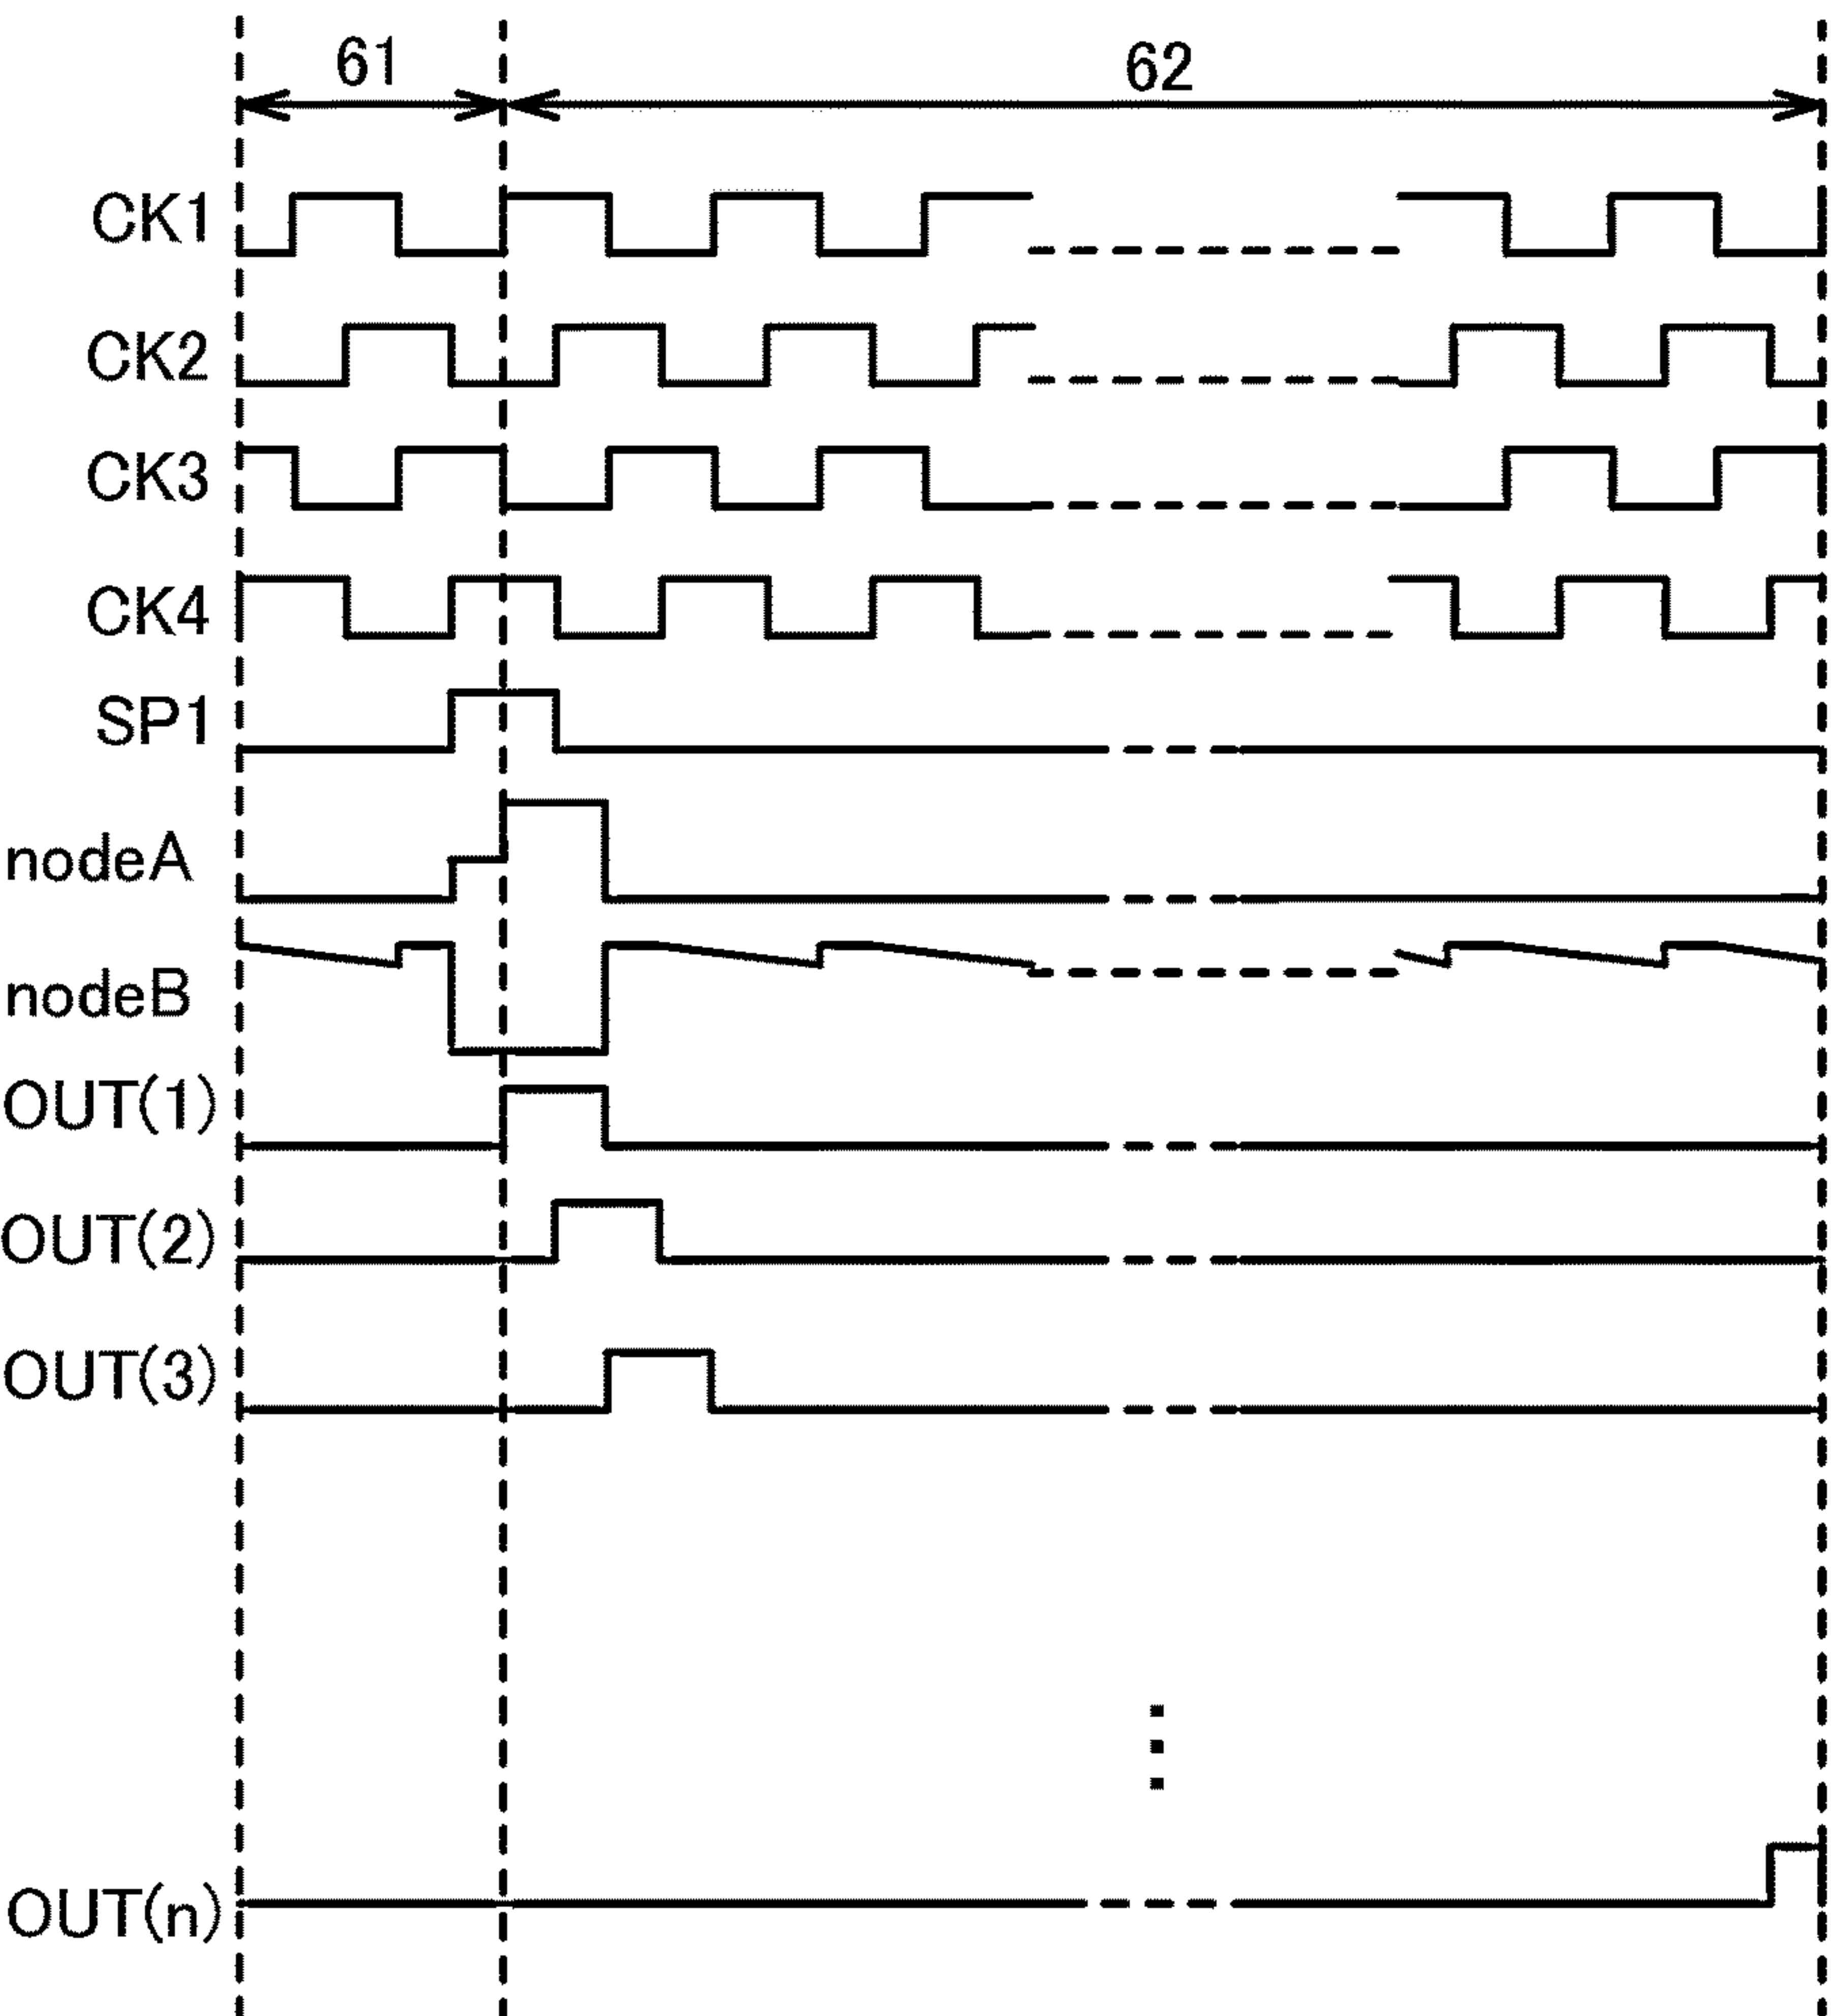 61 62
CK1
CK2
CK3
CK4
SP1
nodeA
nodeB
OUT(1)
OUT(2)
OUT(3)
OUT(n)